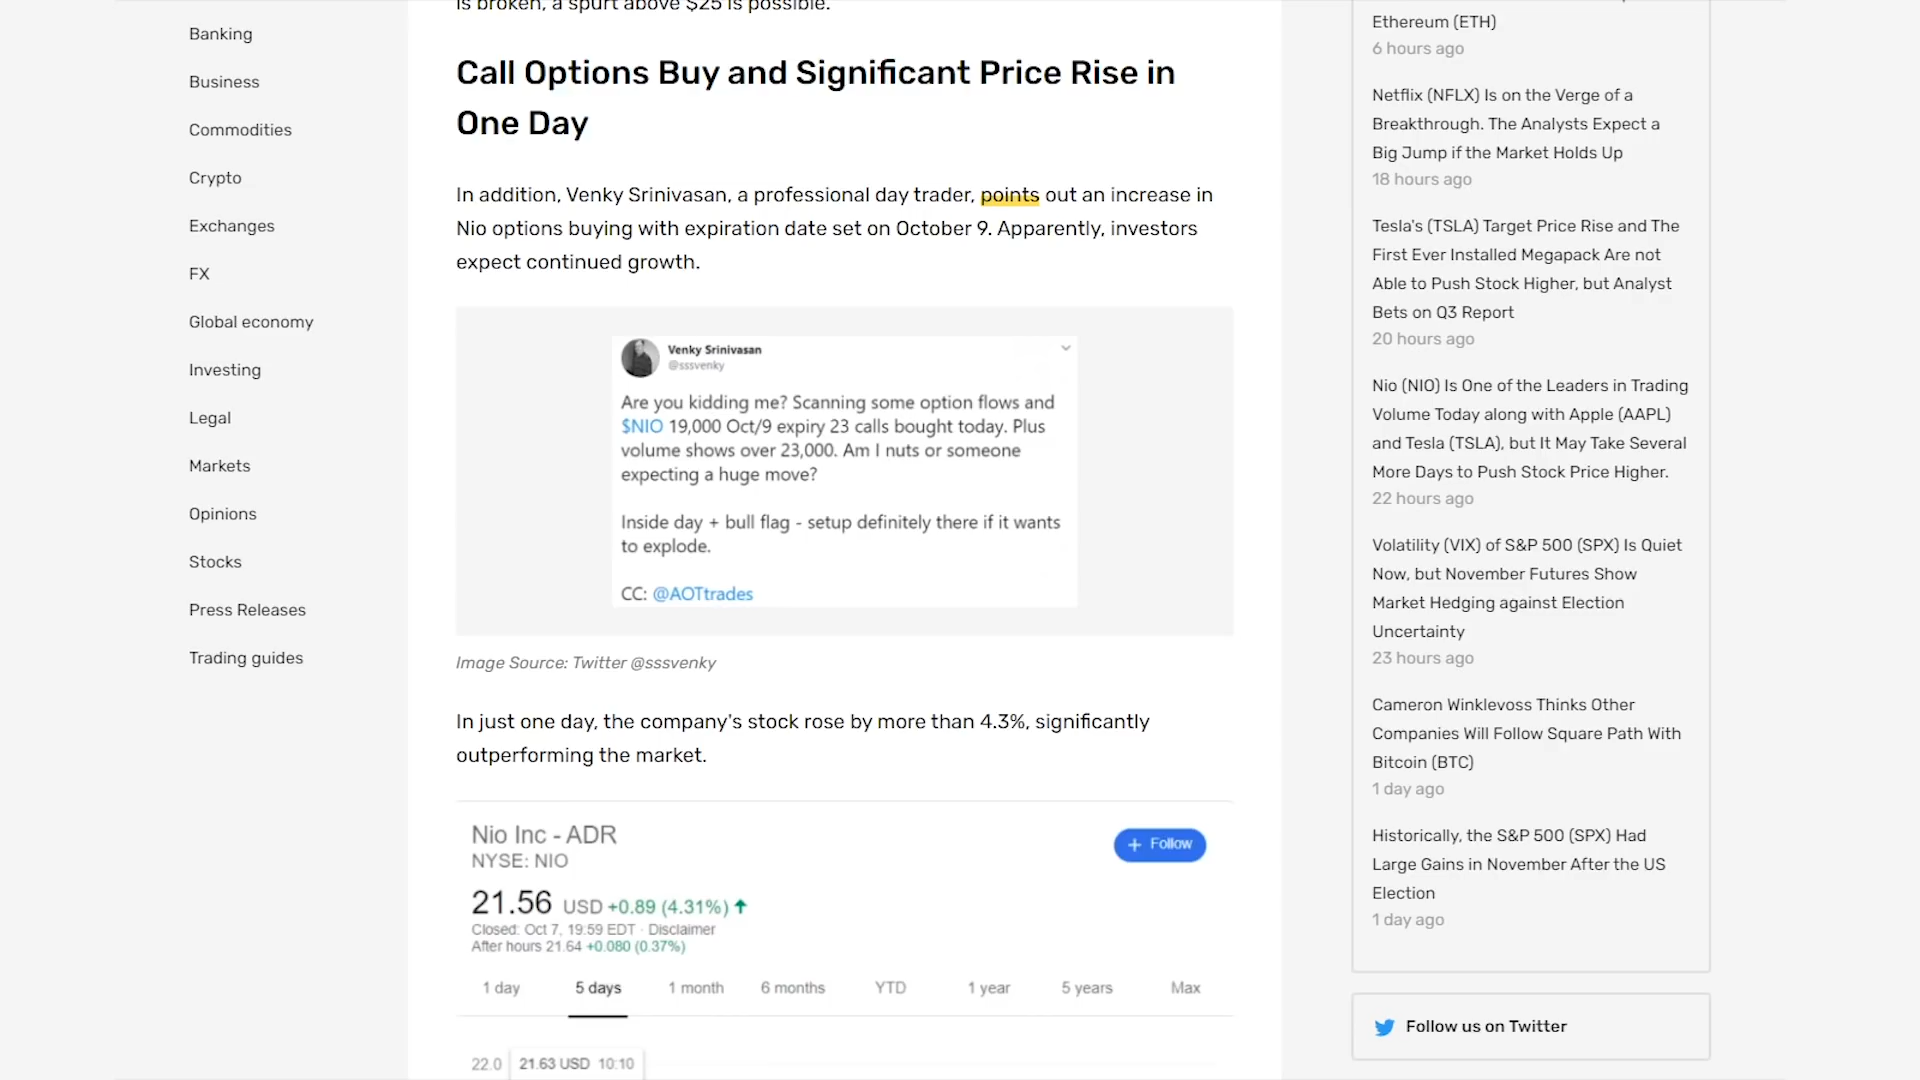 Banking
Business
Commodities
Crypto
Exchanges
FX
Global economy
Investing
Legal
Markets
Opinions
Stocks
Press Releases
Trading guides
is broken, a spurt above $25 is possible.
Call Options Buy and Significant Price Rise in
One Day
In addition, Venky Srinivasan, a professional day trader, points out an increase in
Nio options buying with expiration date set on October 9. Apparently, investors
expect continued growth.
Venky Srinivasan
@sssvenky
Are you kidding me? Scanning some option flows and
$NIO 19,000 Oct/9 expiry 23 calls bought today. Plus
volume shows over 23,000. Am I nuts or someone
expecting a huge move?
Inside day + bull flag - setup definitely there if it wants
to explode.
CC: @AOTtrades
Image Source: Twitter @sssvenky
In just one day, the company's stock rose by more than 4.3%, significantly
outperforming the market.
Nio Inc - ADR
NYSE: NIO
+ Follow
21.56 USD +0.89 (4.31%)
Closed: Oct 7, 19:59 EDT · Disclaimer
After hours 21.64 +0.080 (0.37%)
1 day 5 days 1 month 6 months YTD 1 year 5 years Max
22.0 21.63 USD 10:10
Ethereum (ETH)
6 hours ago
Netflix (NFLX) Is on the Verge of a
Breakthrough. The Analysts Expect a
Big Jump if the Market Holds Up
18 hours ago
Tesla's (TSLA) Target Price Rise and The
First Ever Installed Megapack Are not
Able to Push Stock Higher, but Analyst
Bets on Q3 Report
20 hours ago
Nio (NIO) Is One of the Leaders in Trading
Volume Today along with Apple (AAPL)
and Tesla (TSLA), but It May Take Several
More Days to Push Stock Price Higher.
22 hours ago
Volatility (VIX) of S&P 500 (SPX) Is Quiet
Now, but November Futures Show
Market Hedging against Election
Uncertainty
23 hours ago
Cameron Winklevoss Thinks Other
Companies Will Follow Square Path With
Bitcoin (BTC)
1 day ago
Historically, the S&P 500 (SPX) Had
Large Gains in November After the US
Election
1 day ago
Follow us on Twitter